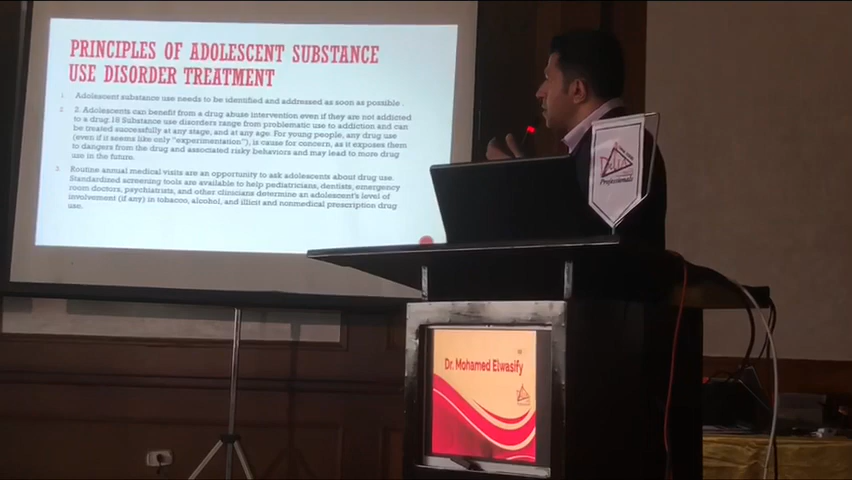 PRINCIPLES OF ADOLESCENT SUBSTANCE
USE DISORDER TREATMENT
1. Adolescent substance use needs to be identified and addressed as soon as possible .
2. 2. Adolescents can benefit from a drug abuse intervention even if they are not addicted
to a drug.18 Substance use disorders range from problematic use to addiction and can
be treated successfully at any stage, and at any age. For young people, any drug use
(even if it seems like only "experimentation"), is cause for concern, as it exposes them
to dangers from the drug and associated risky behaviors and may lead to more drug
use in the future.
3. Routine annual medical visits are an opportunity to ask adolescents about drug use.
Standardized screening tools are available to help pediatricians, dentists, emergency
room doctors, psychiatrists, and other clinicians determine an adolescent's level of
involvement (if any) in tobacco, alcohol, and illicit and nonmedical prescription drug
use.
Professionals
Dr. Mohamed Elwasify